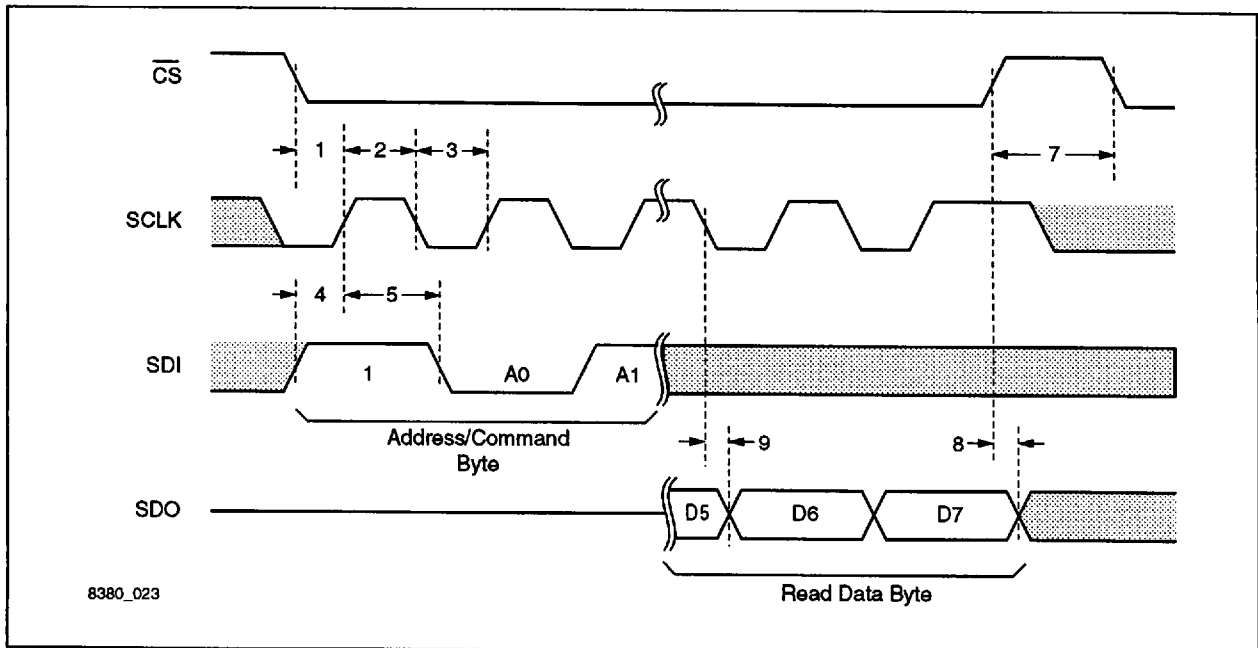 CS
1 2 3 7
SCLK
4 5
SDI 1 A0 A1
Address/Command
Byte
9 8
SDO D5 D6 D7
Read Data Byte
8380_023